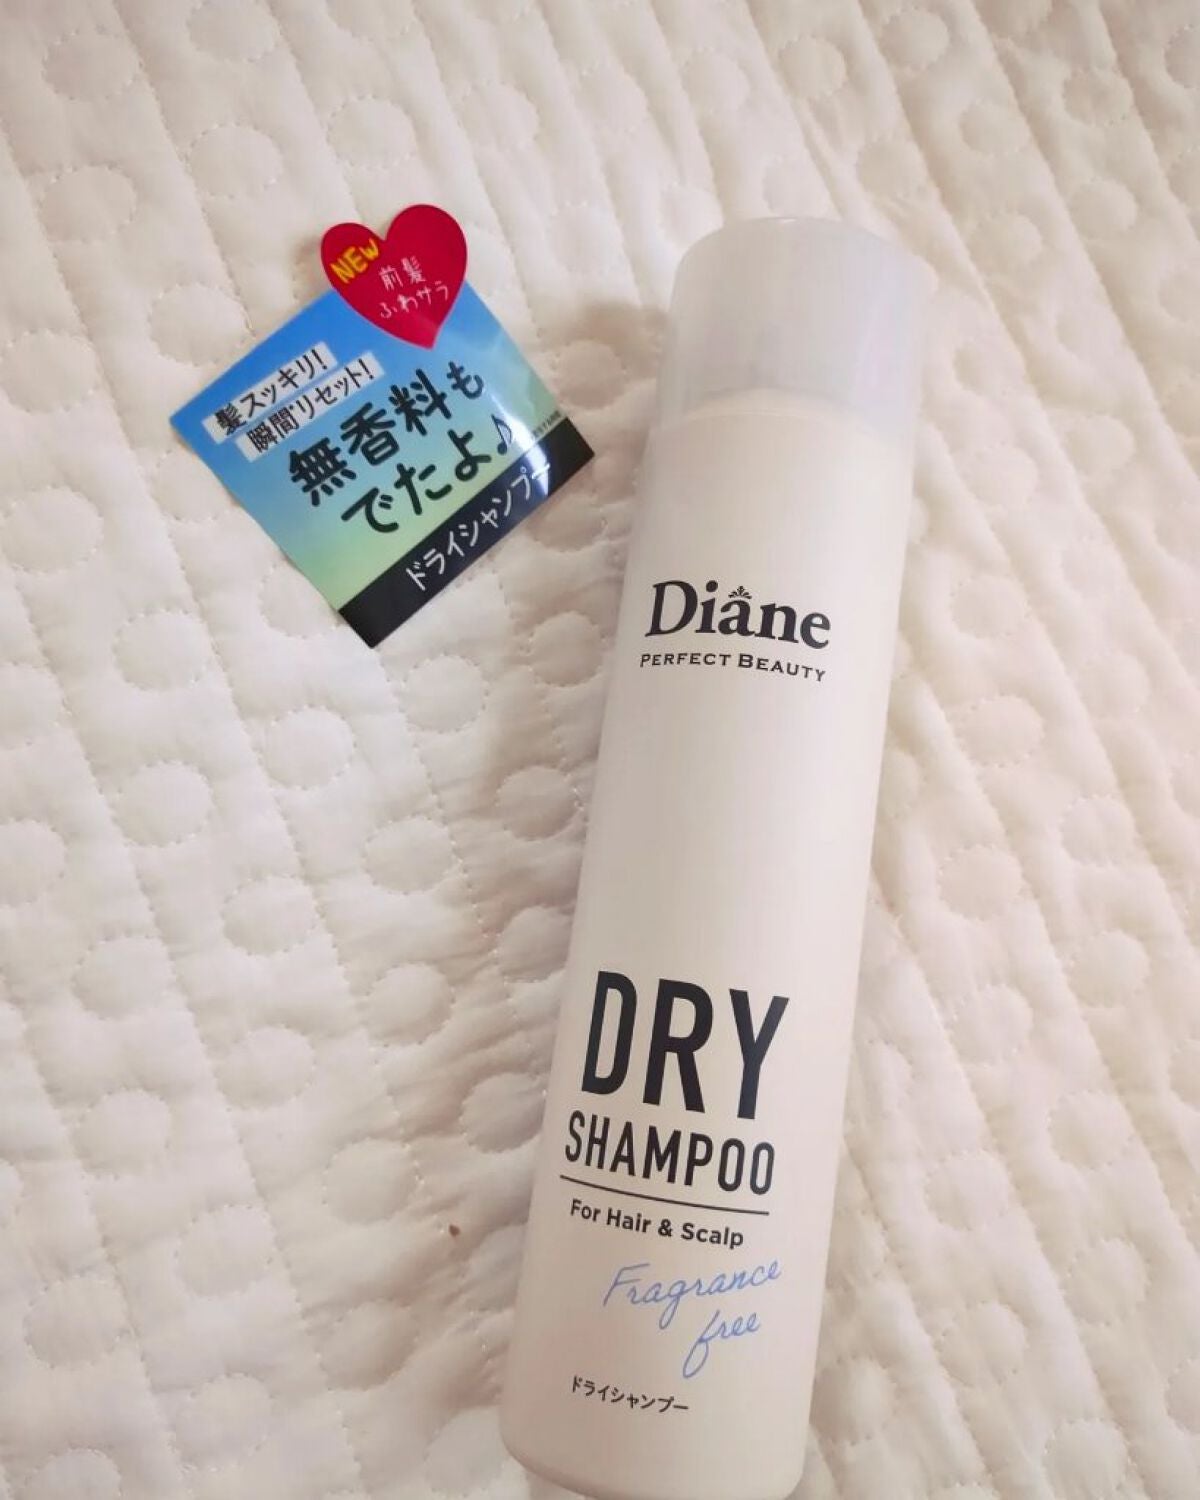 NEW
前髪
ふわサラ
髪スッキリ!
瞬間リセット!
無香料も
でたよ♪
ドライシャンプー
Diane
PERFECT BEAUTY
DRY
SHAMPOO
For Hair & Scalp
Fragrance
free
ドライシャンプー